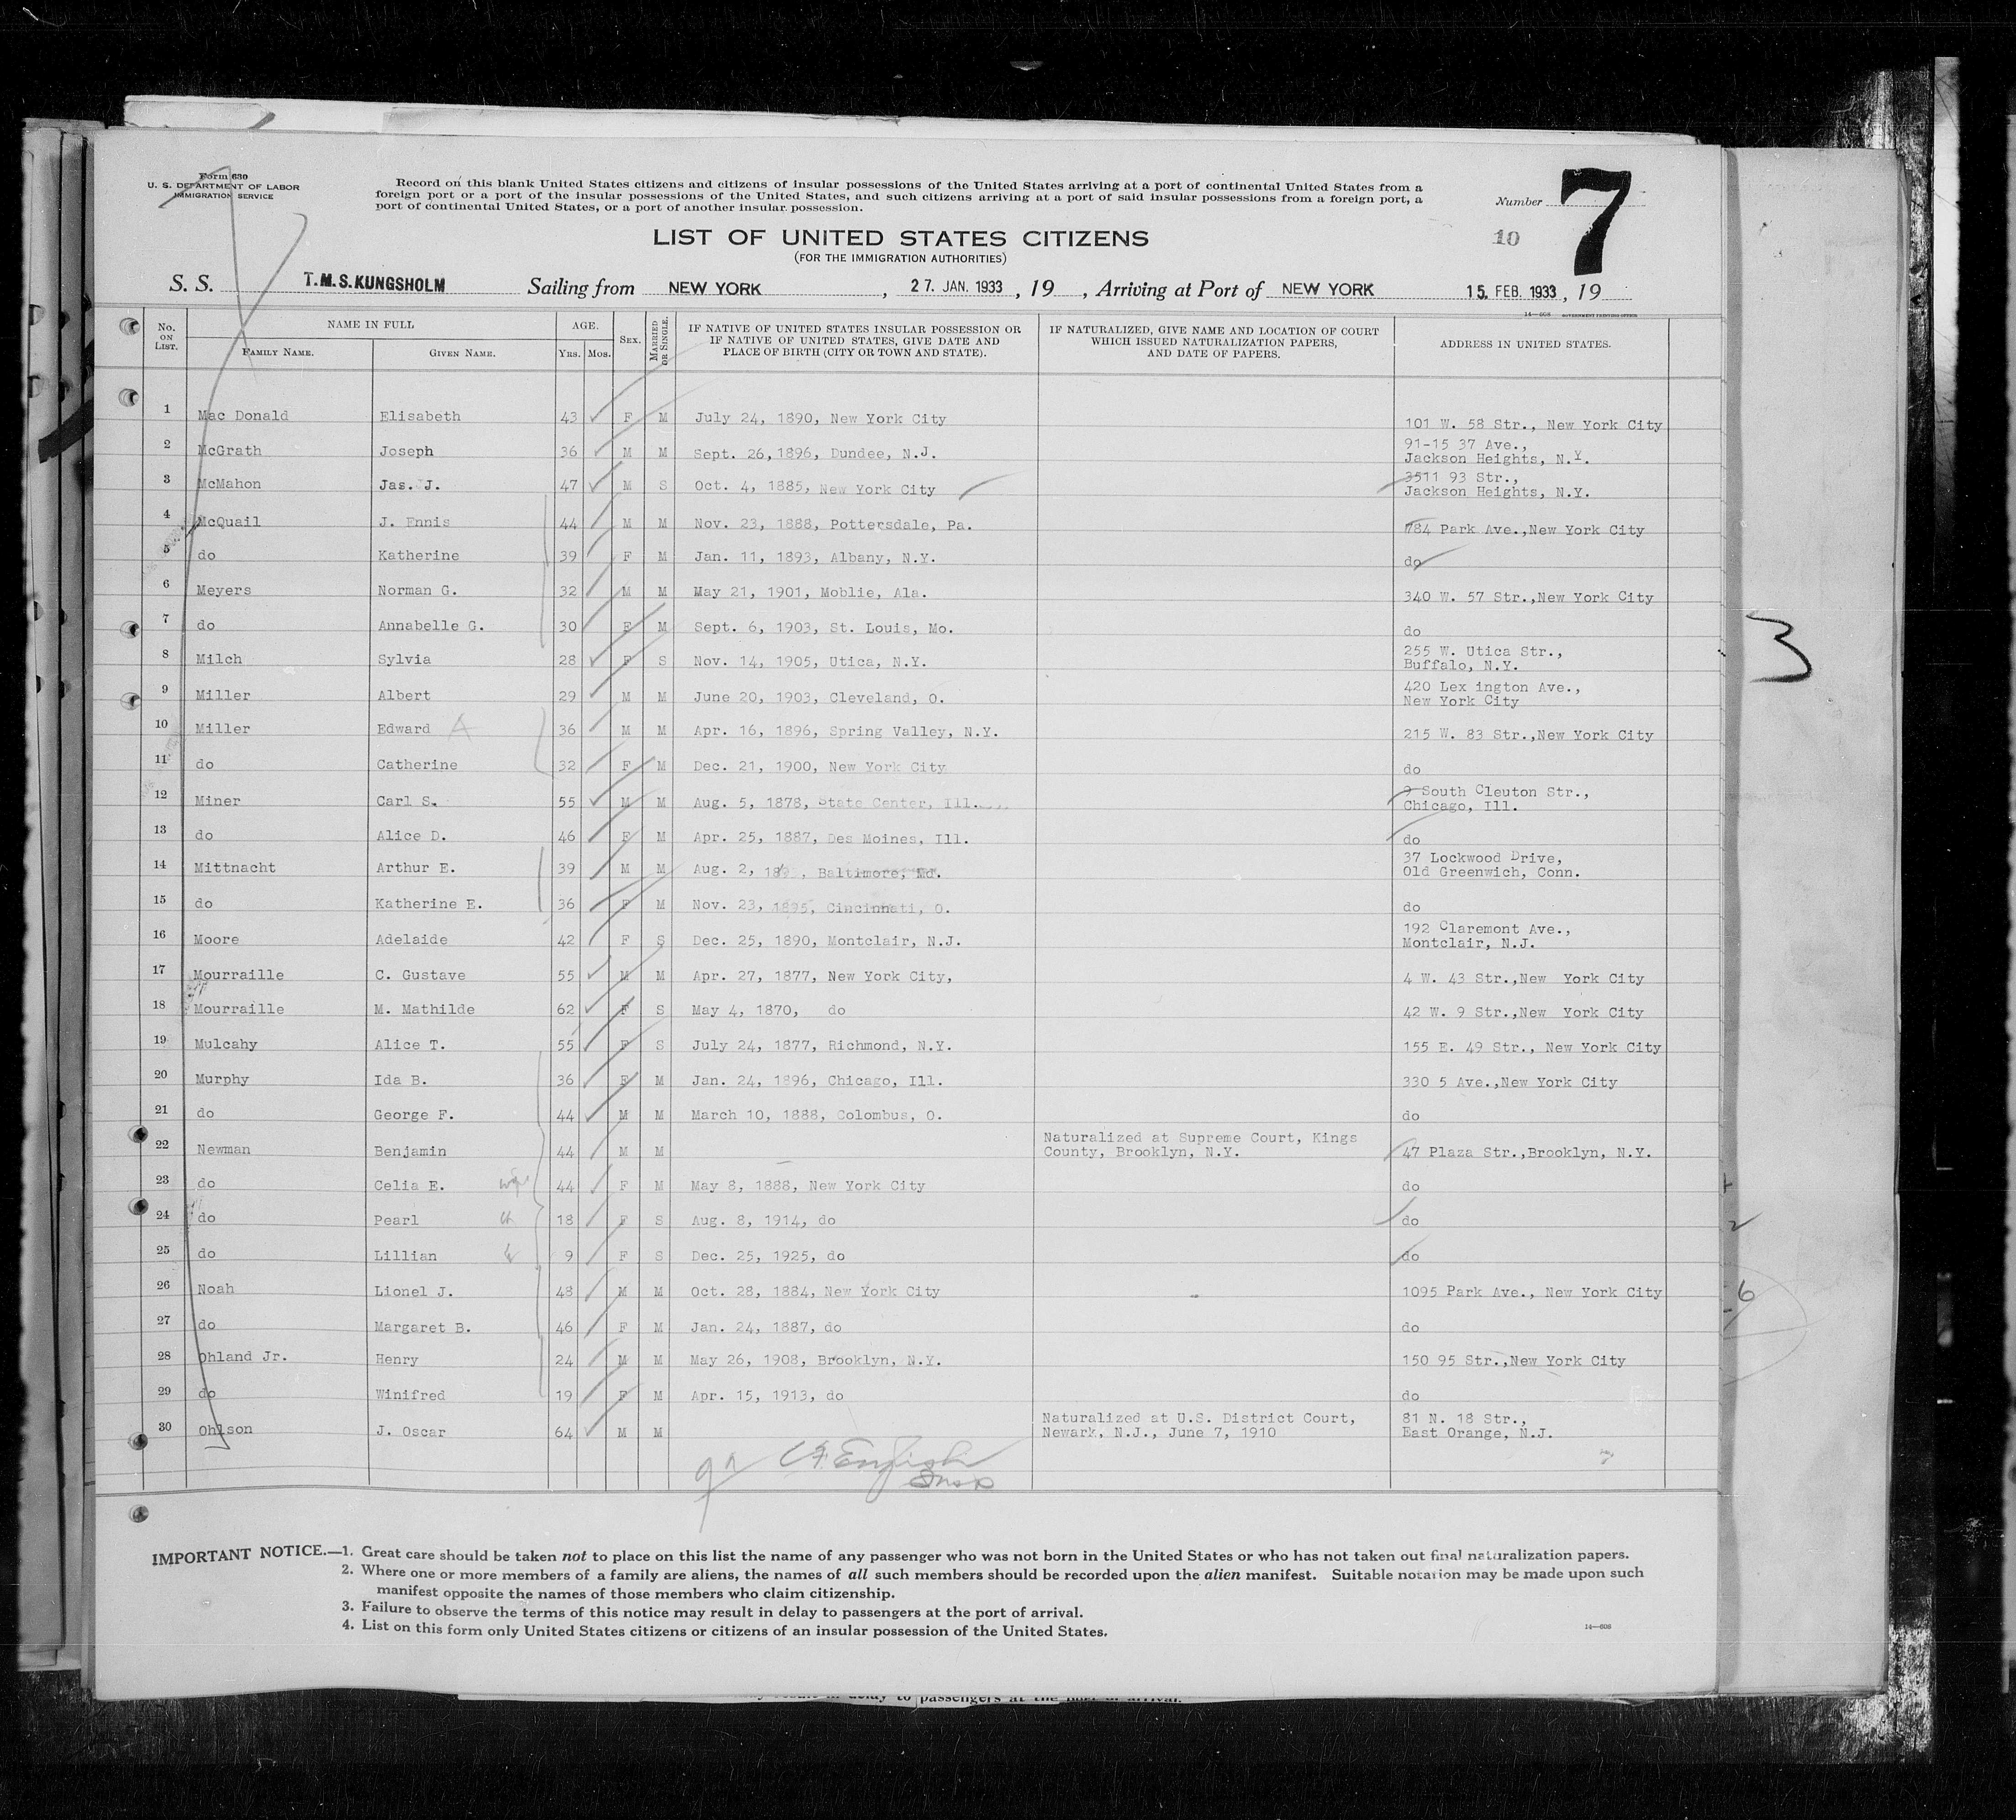 Form 630
U. S. DEPARTMENT OF LABOR
IMMIGRATION SERVICE
Record on this blank United States citizens and citizens of insular possessions of the United States arriving at a port of continental United States from a
foreign port or a port of the insular possessions of the United States, and such citizens arriving at a port of said insular possessions from a foreign port, a
port of continental United States, or a port of another insular possession.
Number 7
10
LIST OF UNITED STATES CITIZENS
(FOR THE IMMIGRATION AUTHORITIES)
S. S. T.M.S.KUNGSHOLM Sailing from NEW YORK, 27. JAN. 1933, 19 , Arriving at Port of NEW YORK 15. FEB. 1933, 19
14—608 GOVERNMENT PRINTING OFFICE
No. ON LIST. NAME IN FULL FAMILY NAME. GIVEN NAME. AGE. Yrs. Mos. SEX. MARRIED OR SINGLE. IF NATIVE OF UNITED STATES INSULAR POSSESSION OR IF NATIVE OF UNITED STATES, GIVE DATE AND PLACE OF BIRTH (CITY OR TOWN AND STATE). IF NATURALIZED, GIVE NAME AND LOCATION OF COURT WHICH ISSUED NATURALIZATION PAPERS, AND DATE OF PAPERS. ADDRESS IN UNITED STATES.
1 Mac Donald Elisabeth 43 F M July 24, 1890, New York City 101 W. 58 Str., New York City
2 McGrath Joseph 36 M M Sept. 26,1896, Dundee, N.J. 91-15 37 Ave., Jackson Heights, N.Y.
3 McMahon Jas. J. 47 M S Oct. 4, 1885, New York City 3511 93 Str., Jackson Heights, N.Y.
4 McQuail J. Ennis 44 M M Nov. 23, 1888, Pottersdale, Pa. 784 Park Ave.,New York City
5 do Katherine 39 F M Jan. 11, 1893, Albany, N.Y. do
6 Meyers Norman G. 32 M M May 21, 1901, Moblie, Ala. 340 W. 57 Str.,New York City
7 do Annabelle G. 30 F M Sept. 6, 1903, St. Louis, Mo. do
8 Milch Sylvia 28 F S Nov. 14, 1905, Utica, N.Y. 255 W. Utica Str., Buffalo, N.Y.
9 Miller Albert 29 M M June 20, 1903, Cleveland, O. 420 Lex ington Ave., New York City
10 Miller Edward A 36 M M Apr. 16, 1896, Spring Valley, N.Y. 215 W. 83 Str.,New York City
11 do Catherine 32 F M Dec. 21, 1900, New York City do
12 Miner Carl S. 55 M M Aug. 5, 1878, State Center, Ill. 9 South Cleuton Str., Chicago, Ill.
13 do Alice D. 46 F M Apr. 25, 1887, Des Moines, Ill. do
14 Mittnacht Arthur E. 39 M M Aug. 2, Baltimore, Md. 37 Lockwood Drive, Old Greenwich, Conn.
15 do Katherine E. 36 F M Nov. 23, 1895, Cincinnati, O. do
16 Moore Adelaide 42 F S Dec. 25, 1890, Montclair, N.J. 192 Claremont Ave., Montclair, N.J.
17 Mourraille C. Gustave 55 M M Apr. 27, 1877, New York City, 4 W. 43 Str.,New York City
18 Mourraille M. Mathilde 62 F S May 4, 1870, do 42 W. 9 Str.,New York City
19 Mulcahy Alice T. 55 F S July 24, 1877, Richmond, N.Y. 155 E. 49 Str., New York City
20 Murphy Ida B. 36 F M Jan. 24, 1896, Chicago, Ill. 330 5 Ave.,New York City
21 do George F. 44 M M March 10, 1888, Colombus, O. do
22 Newman Benjamin 44 M M Naturalized at Supreme Court, Kings County, Brooklyn, N.Y. 47 Plaza Str.,Brooklyn, N.Y.
23 do Celia E. wife 44 F M May 8, 1888, New York City do
24 do Pearl ch 18 F S Aug. 8, 1914, do do
25 do Lillian 9 F S Dec. 25, 1925, do do
26 Noah Lionel J. 48 M M Oct. 28, 1884, New York City 1095 Park Ave., New York City
27 do Margaret B. 46 F M Jan. 24, 1887, do do
28 Ohland Jr. Henry 24 M M May 26, 1908, Brooklyn, N.Y. 150 95 Str.,New York City
29 do Winifred 19 F M Apr. 15, 1913, do do
30 Ohlson J. Oscar 64 M M Naturalized at U.S. District Court, Newark, N.J., June 7, 1910 81 N. 18 Str., East Orange, N.J.
English
Insp
3
2
6
IMPORTANT NOTICE.—1. Great care should be taken not to place on this list the name of any passenger who was not born in the United States or who has not taken out final naturalization papers.
2. Where one or more members of a family are aliens, the names of all such members should be recorded upon the alien manifest. Suitable notation may be made upon such
manifest opposite the names of those members who claim citizenship.
3. Failure to observe the terms of this notice may result in delay to passengers at the port of arrival.
4. List on this form only United States citizens or citizens of an insular possession of the United States.
14—608